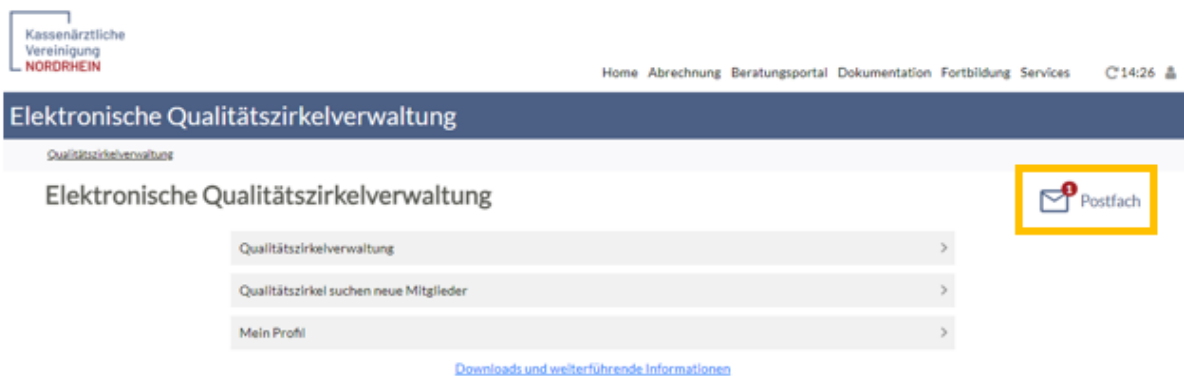 Kassenärztliche
Vereinigung
NORDRHEIN
Home Abrechnung Beratungsportal Dokumentation Fortbildung Services 14:26
Elektronische Qualitätszirkelverwaltung
Qualitätszirkelverwaltung
Elektronische Qualitätszirkelverwaltung
1 Postfach
Qualitätszirkelverwaltung
Qualitätszirkel suchen neue Mitglieder
Mein Profil
Downloads und weiterführende Informationen